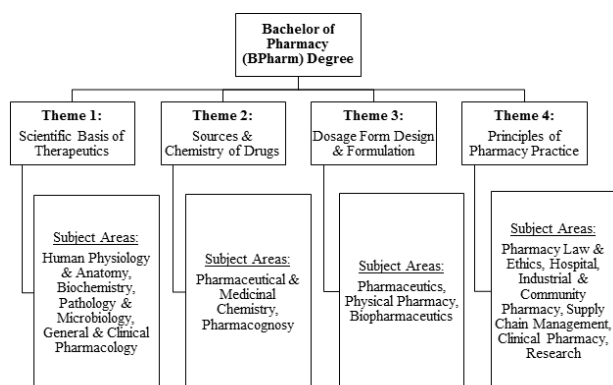 Bachelor of
Pharmacy
(BPharm) Degree
Theme 1:
Scientific Basis of
Therapeutics
Theme 2:
Sources &
Chemistry of Drugs
Theme 3:
Dosage Form Design
& Formulation
Theme 4:
Principles of
Pharmacy Practice
Subject Areas:
Human Physiology
& Anatomy,
Biochemistry,
Pathology &
Microbiology,
General & Clinical
Pharmacology
Subject Areas:
Pharmaceutical &
Medicinal
Chemistry,
Pharmacognosy
Subject Areas:
Pharmaceutics,
Physical Pharmacy,
Biopharmaceutics
Subject Areas:
Pharmacy Law &
Ethics, Hospital,
Industrial &
Community
Pharmacy, Supply
Chain Management,
Clinical Pharmacy,
Research